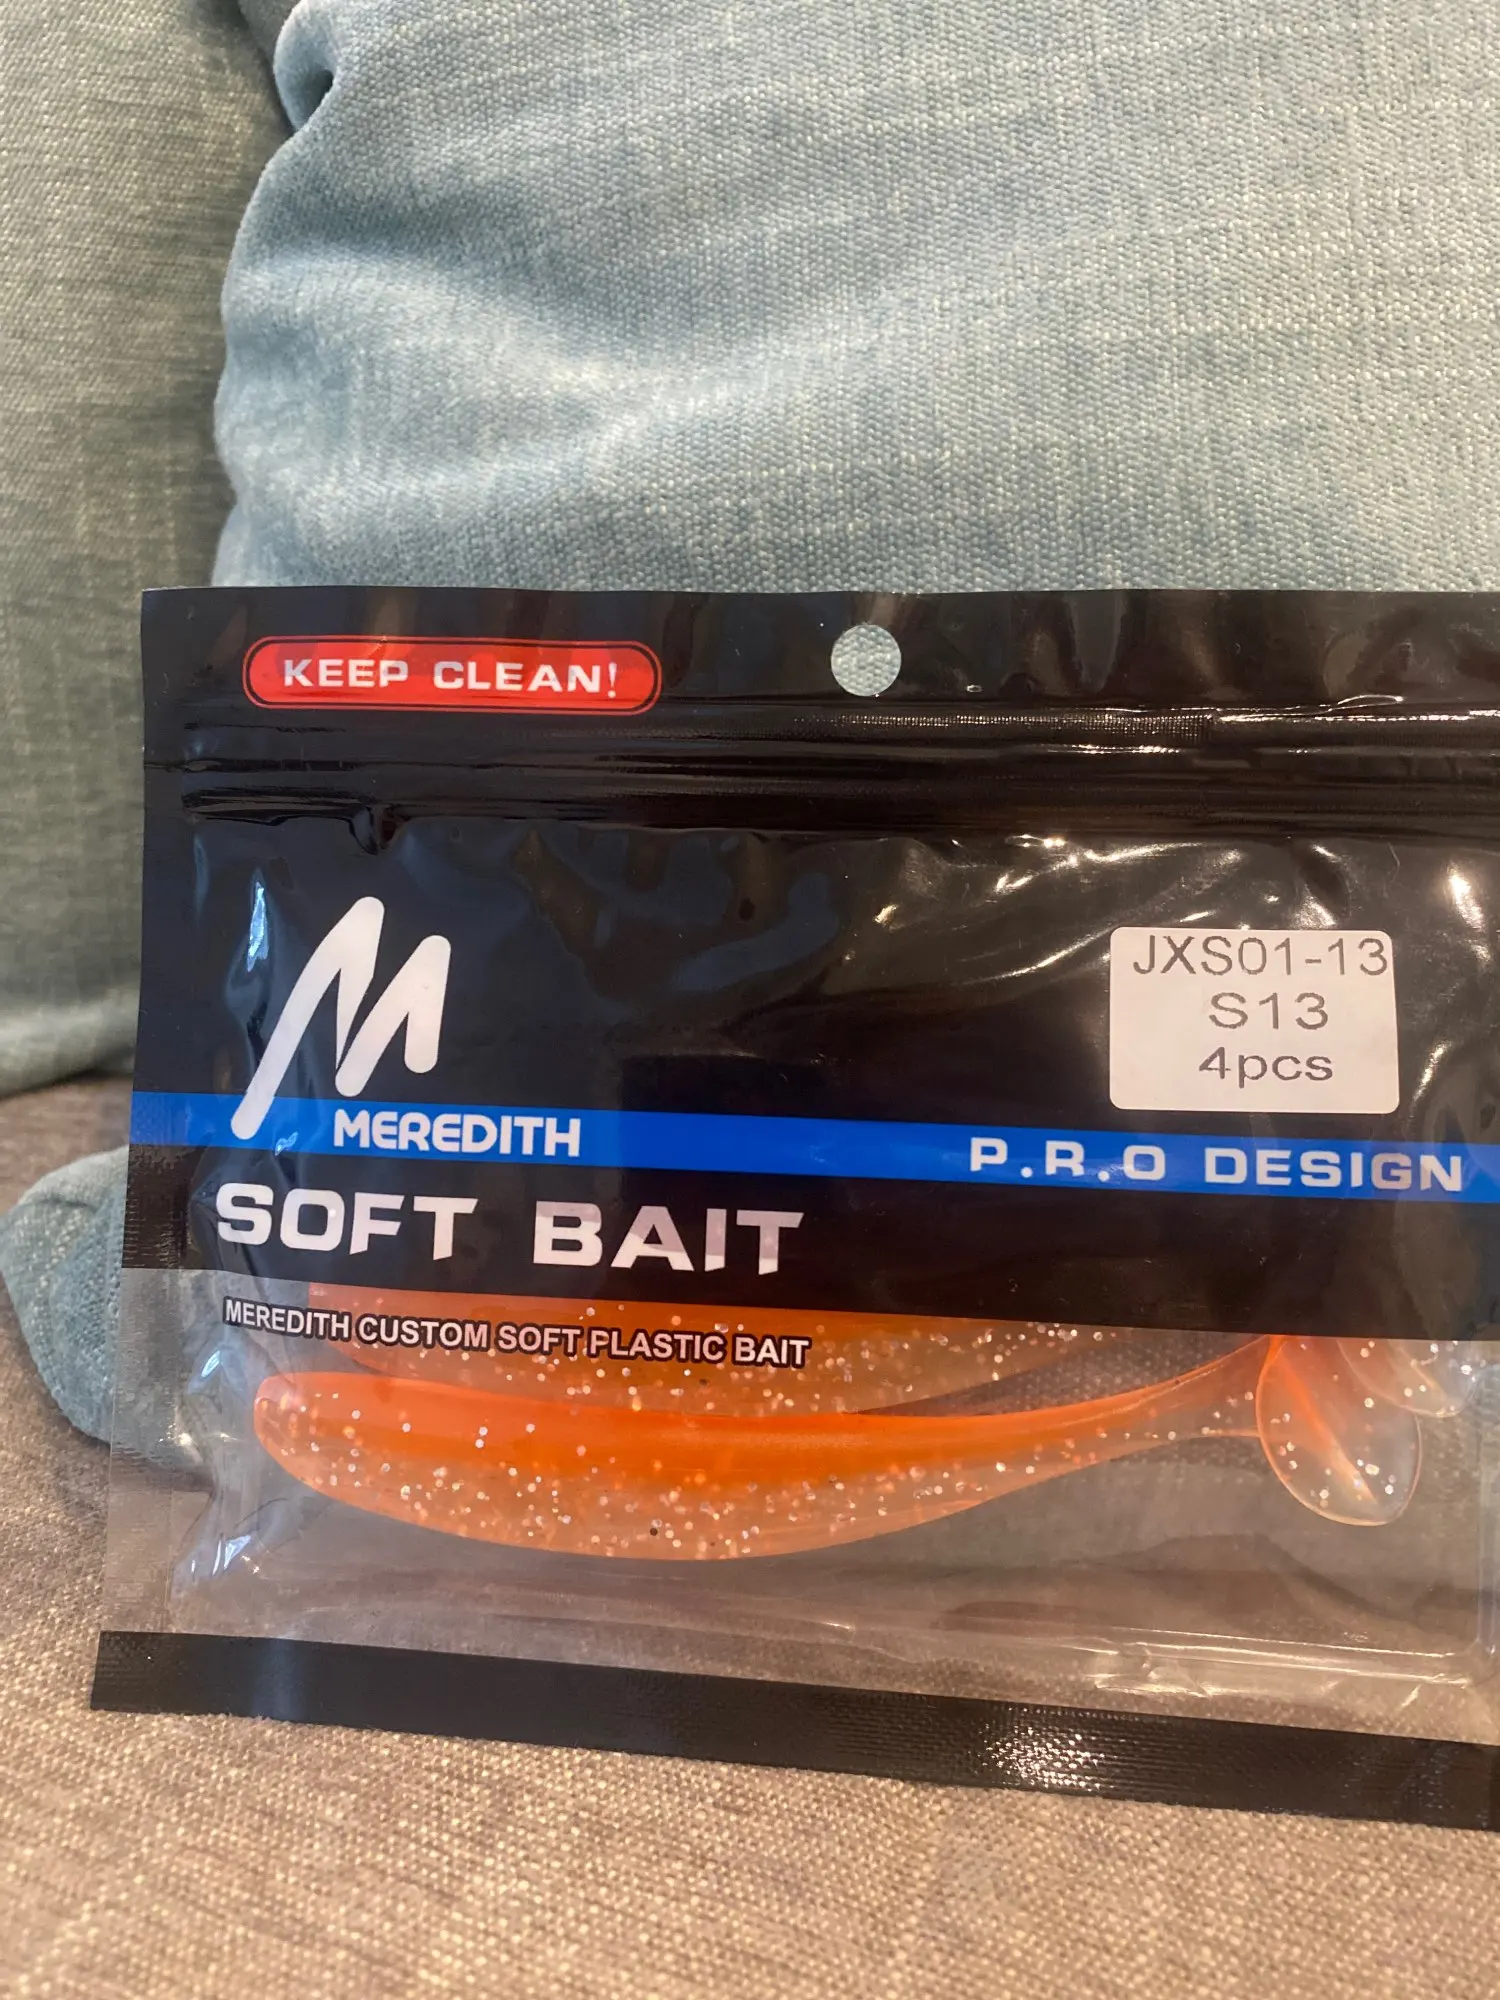 KEEP CLEAN!
JXS01-13
S13
4pcs
M
MEREDITH
P.R.O DESIGN
SOFT BAIT
MEREDITH CUSTOM SOFT PLASTIC BAIT